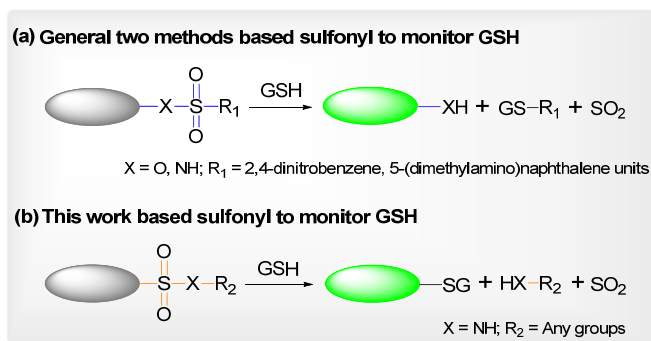 (a) General two methods based sulfonyl to monitor GSH
O
X–S–R₁ GSH XH + GS–R₁ + SO₂
O
X = O, NH; R₁ = 2,4-dinitrobenzene, 5-(dimethylamino)naphthalene units
(b) This work based sulfonyl to monitor GSH
O
S–X–R₂ GSH SG + HX–R₂ + SO₂
O
X = NH; R₂ = Any groups